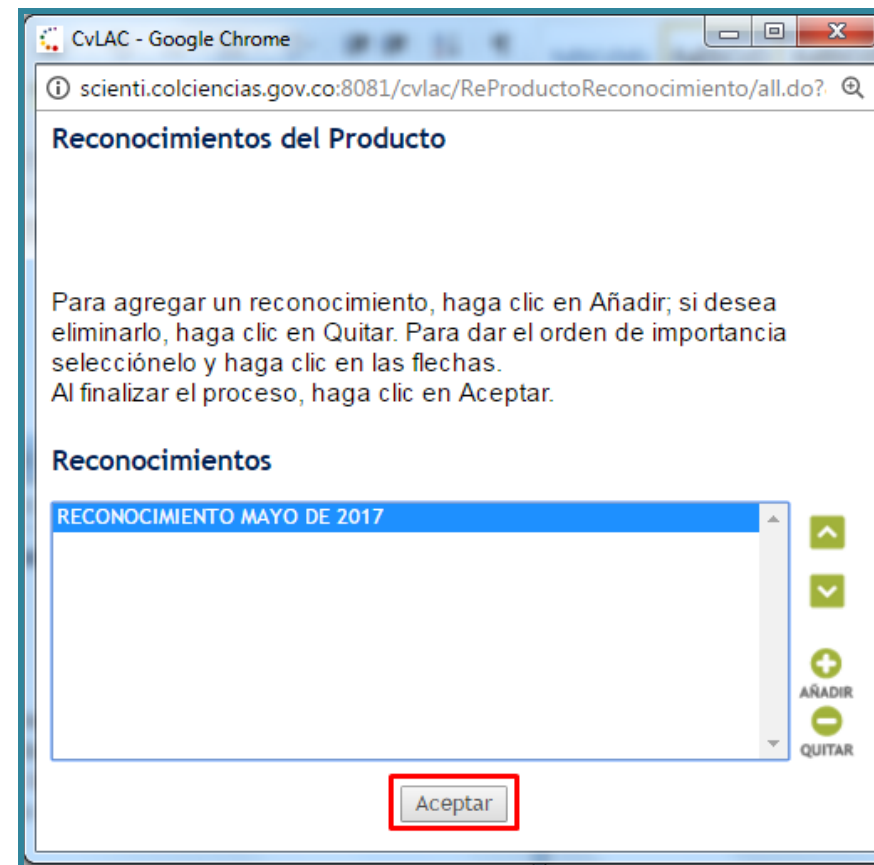 CvLAC - Google Chrome
scienti.colciencias.gov.co:8081/cvlac/ReProductoReconocimiento/all.do?
Reconocimientos del Producto
Para agregar un reconocimiento, haga clic en Añadir; si desea
eliminarlo, haga clic en Quitar. Para dar el orden de importancia
selecciónelo y haga clic en las flechas.
Al finalizar el proceso, haga clic en Aceptar.
Reconocimientos
RECONOCIMIENTO MAYO DE 2017
AÑADIR
QUITAR
Aceptar